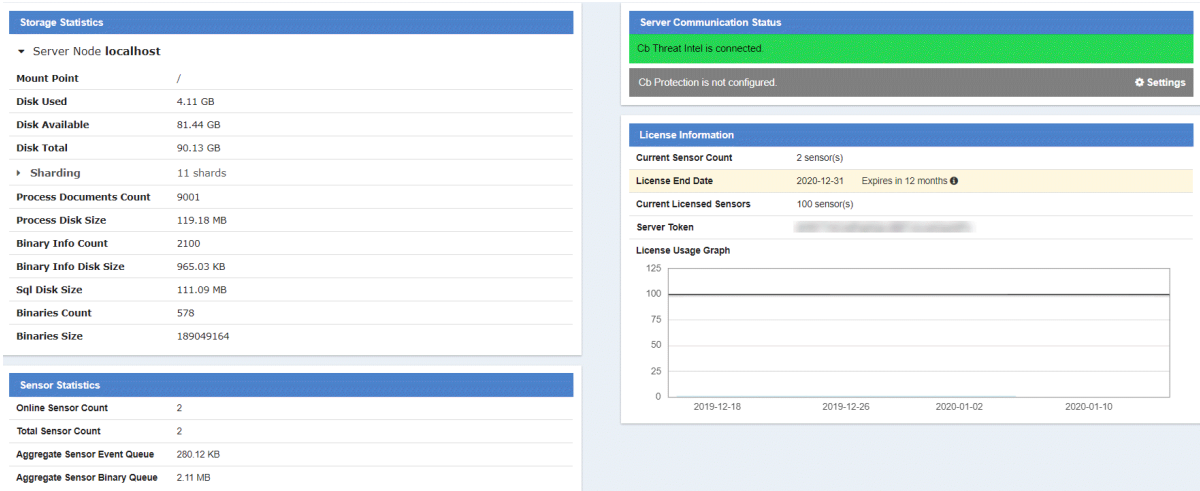 Storage Statistics
Server Node localhost
Mount Point /
Disk Used 4.11 GB
Disk Available 81.44 GB
Disk Total 90.13 GB
Sharding 11 shards
Process Documents Count 9001
Process Disk Size 119.18 MB
Binary Info Count 2100
Binary Info Disk Size 965.03 KB
Sql Disk Size 111.09 MB
Binaries Count 578
Binaries Size 189049164
Sensor Statistics
Online Sensor Count 2
Total Sensor Count 2
Aggregate Sensor Event Queue 280.12 KB
Aggregate Sensor Binary Queue 2.11 MB
Server Communication Status
Cb Threat Intel is connected.
Cb Protection is not configured. Settings
License Information
Current Sensor Count 2 sensor(s)
License End Date 2020-12-31 Expires in 12 months
Current Licensed Sensors 100 sensor(s)
Server Token
License Usage Graph
125
100
75
50
25
0
2019-12-18 2019-12-26 2020-01-02 2020-01-10